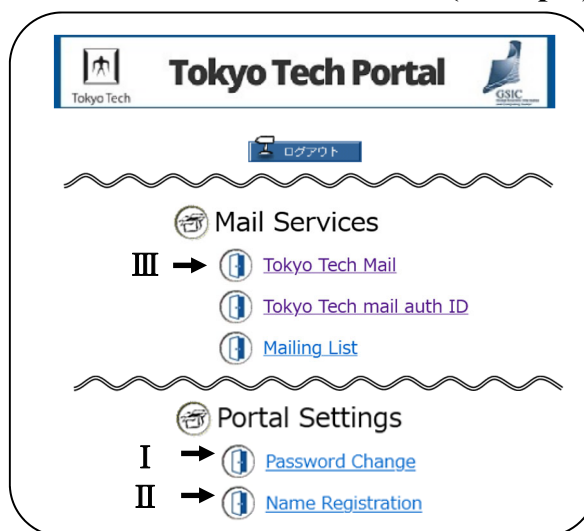 Tokyo Tech
Tokyo Tech Portal
GSIC
ログアウト
Mail Services
Ⅲ → Tokyo Tech Mail
Tokyo Tech mail auth ID
Mailing List
Portal Settings
Ⅰ → Password Change
Ⅱ → Name Registration